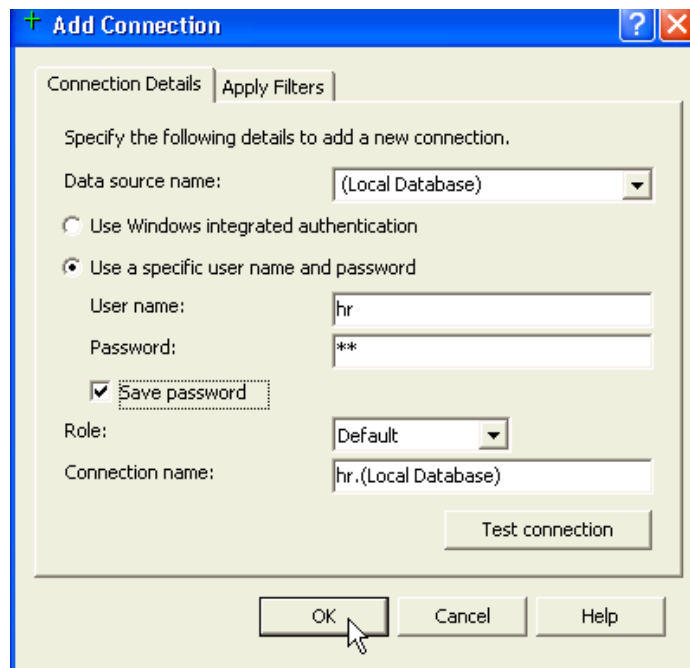 Add Connection
Connection Details Apply Filters
Specify the following details to add a new connection.
Data source name: (Local Database)
Use Windows integrated authentication
Use a specific user name and password
User name: hr
Password: **
Save password
Role: Default
Connection name: hr.(Local Database)
Test connection
OK Cancel Help